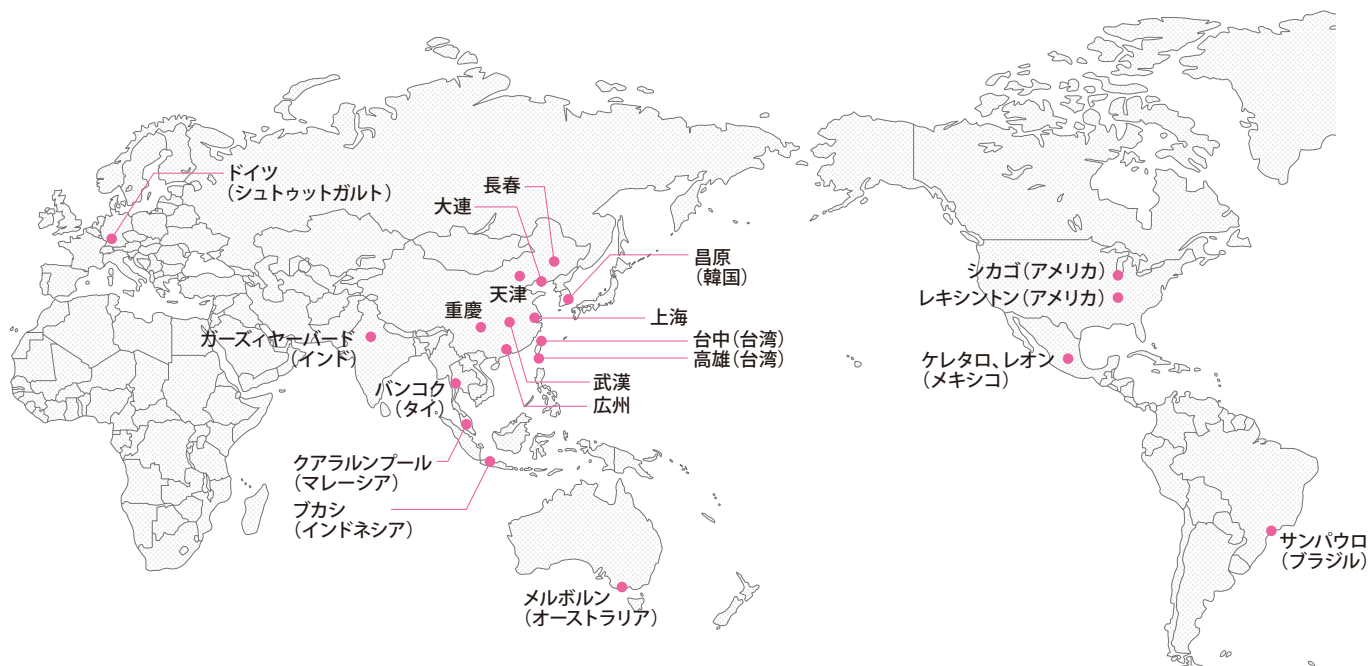 ドイツ
（シュトゥットガルト）
長春
大連
昌原
（韓国）
天津
重慶
上海
ガーズィヤーバード
（インド）
台中（台湾）
高雄（台湾）
バンコク
（タイ）
武漢
広州
クアラルンプール
（マレーシア）
ブカシ
（インドネシア）
メルボルン
（オーストラリア）
シカゴ（アメリカ）
レキシントン（アメリカ）
ケレタロ、レオン
（メキシコ）
サンパウロ
（ブラジル）